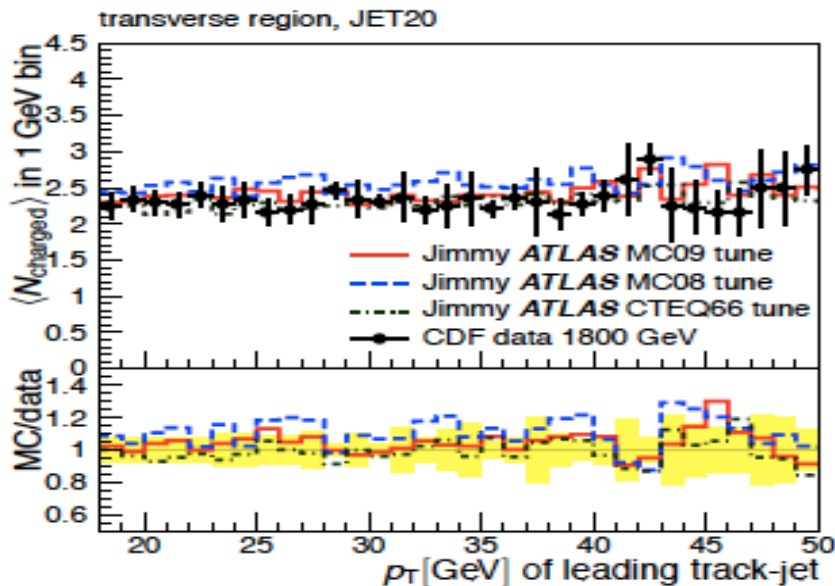 transverse region, JET20
⟨N_charged⟩ in 1 GeV bin
4.5
4
3.5
3
2.5
2
1.5
1
0.5
0
Jimmy ATLAS MC09 tune
Jimmy ATLAS MC08 tune
Jimmy ATLAS CTEQ66 tune
CDF data 1800 GeV
MC/data
1.4
1.2
1
0.8
0.6
20 25 30 35 40 45 50
p_T [GeV] of leading track-jet